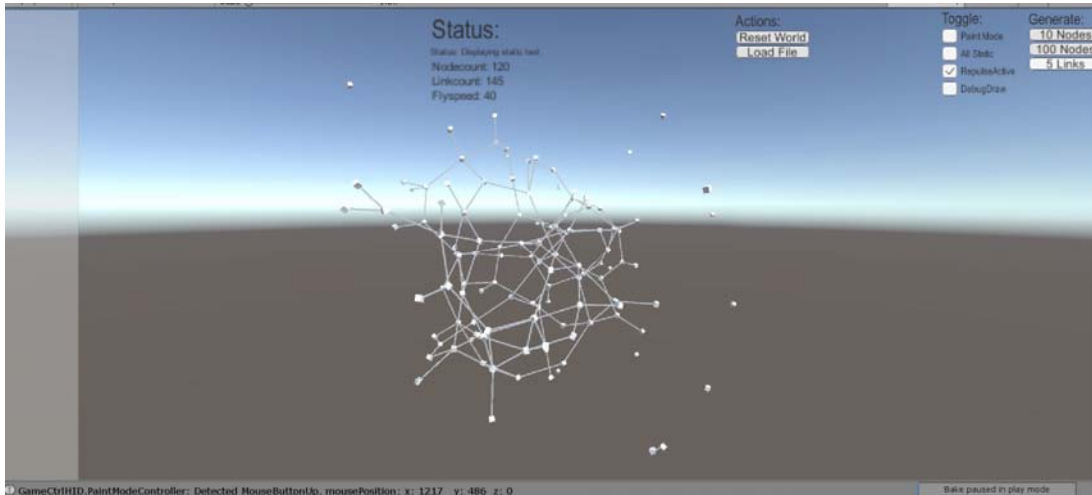 Status:
Status: Displaying static text
Nodecount: 120
Linkcount: 145
Flyspeed: 40
Actions:
Reset World
Load File
Toggle:
Paint Mode
All Static
RepulseActive
DebugDraw
Generate:
10 Nodes
100 Nodes
5 Links
GameCtrlHID.PaintModeController: Detected MouseButtonUp. mousePosition: x: 1217 y: 486 z: 0
Bake paused in play mode